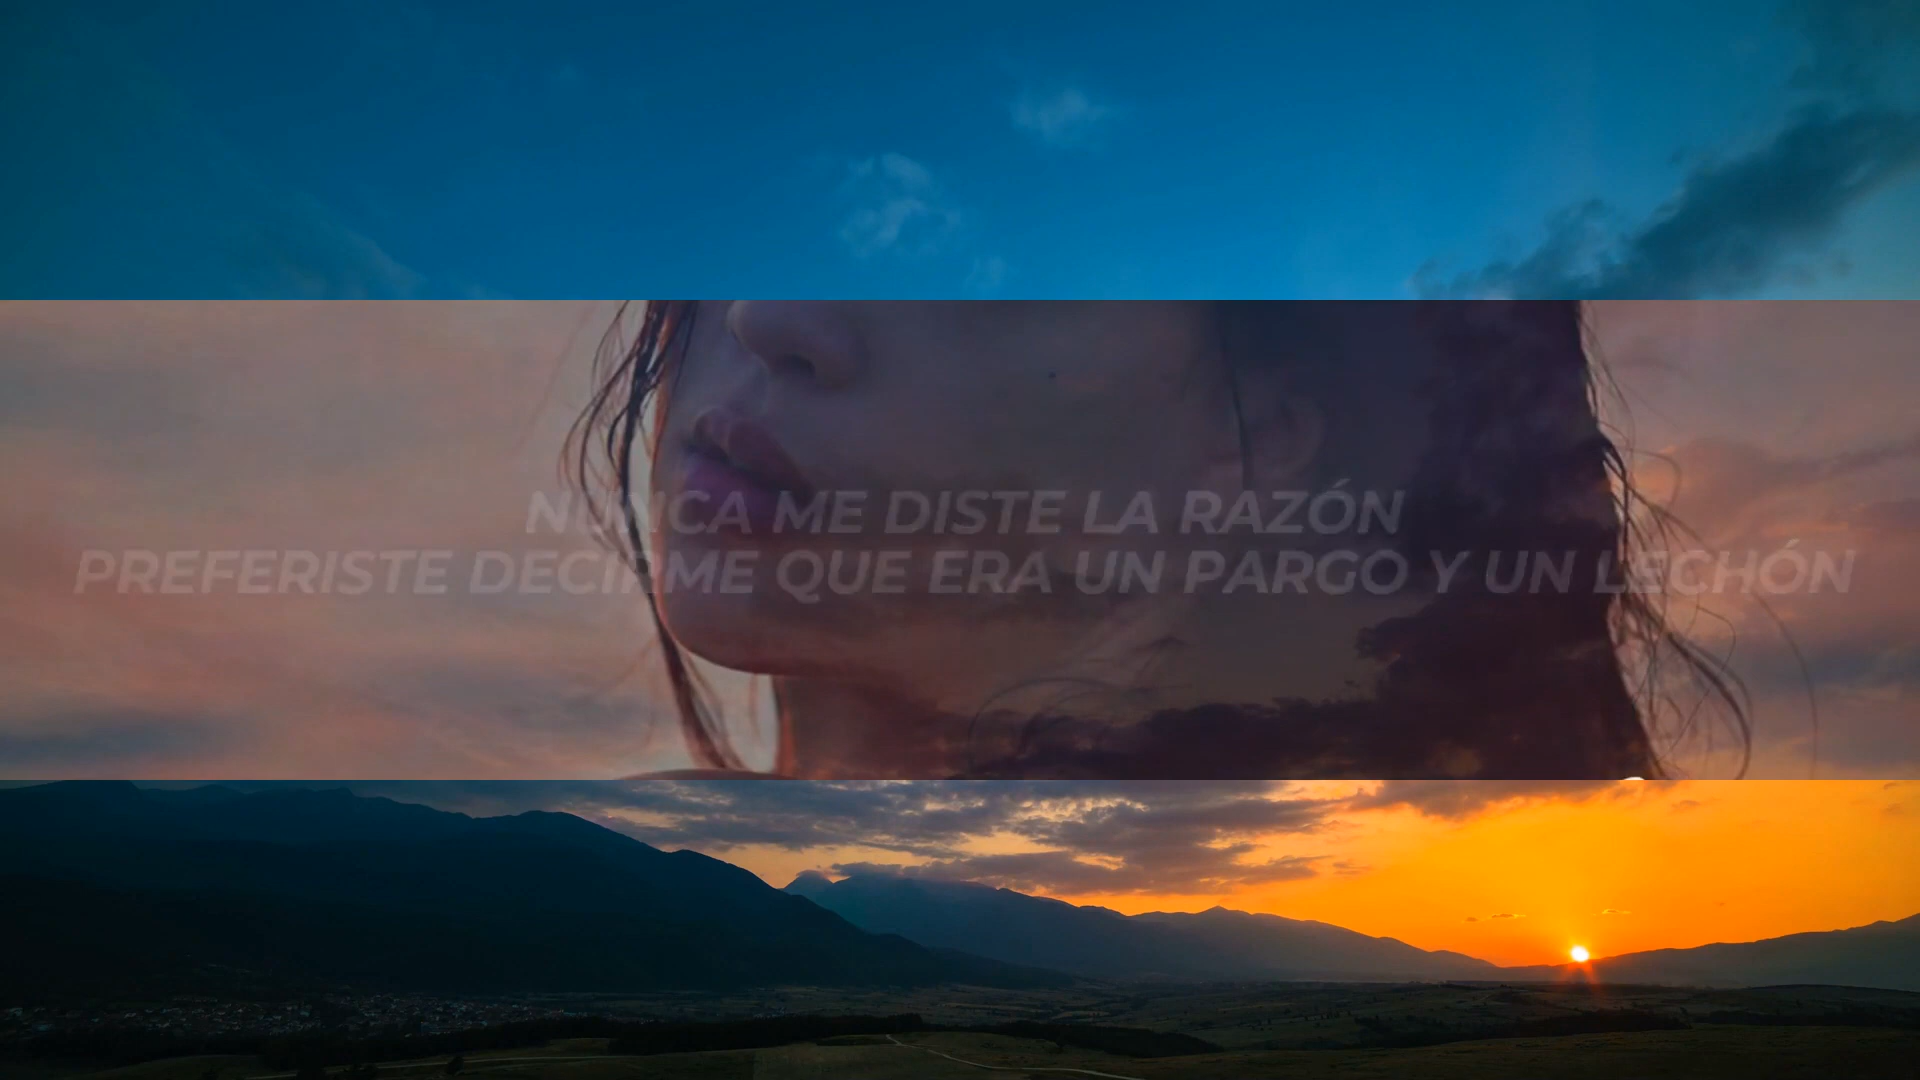 NUNCA ME DISTE LA RAZÓN
PREFERISTE DECIRME QUE ERA UN PARGO Y UN LECHÓN